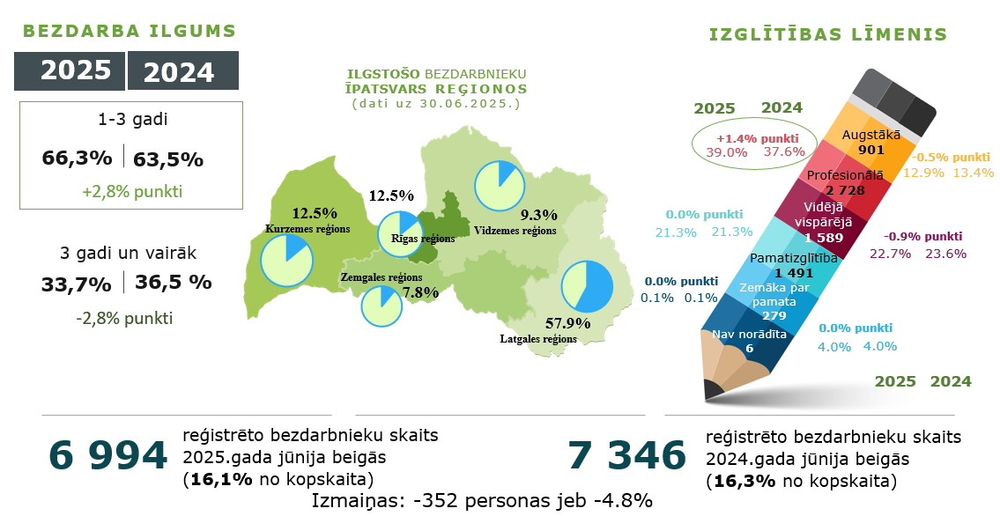 BEZDARBA ILGUMS
2025
2024
1-3 gadi
66,3%
63,5%
+2,8% punkti
3 gadi un vairāk
33,7%
36,5 %
-2,8% punkti
ILGSTOŠO BEZDARBNIEKU
ĪPATSVARS REĢIONOS
(dati uz 30.06.2025.)
12.5%
Kurzemes reģions
12.5%
Rīgas reģions
9.3%
Vidzemes reģions
Zemgales reģions
7.8%
57.9%
Latgales reģions
IZGLĪTĪBAS LĪMENIS
2025 2024
+1.4% punkti
39.0% 37.6%
Augstākā
901
-0.5% punkti
12.9% 13.4%
Profesionālā
2 728
Vidējā
vispārējā
1 589
0.0% punkti
21.3% 21.3%
-0.9% punkti
22.7% 23.6%
Pamatizglītība
1 491
0.0% punkti
0.1% 0.1%
Zemāka par
pamata
279
0.0% punkti
4.0% 4.0%
Nav norādīta
6
2025 2024
6 994
reģistrēto bezdarbnieku skaits
2025.gada jūnija beigās
(16,1% no kopskaita)
7 346
reģistrēto bezdarbnieku skaits
2024.gada jūnija beigās
(16,3% no kopskaita)
Izmaiņas: -352 personas jeb -4.8%